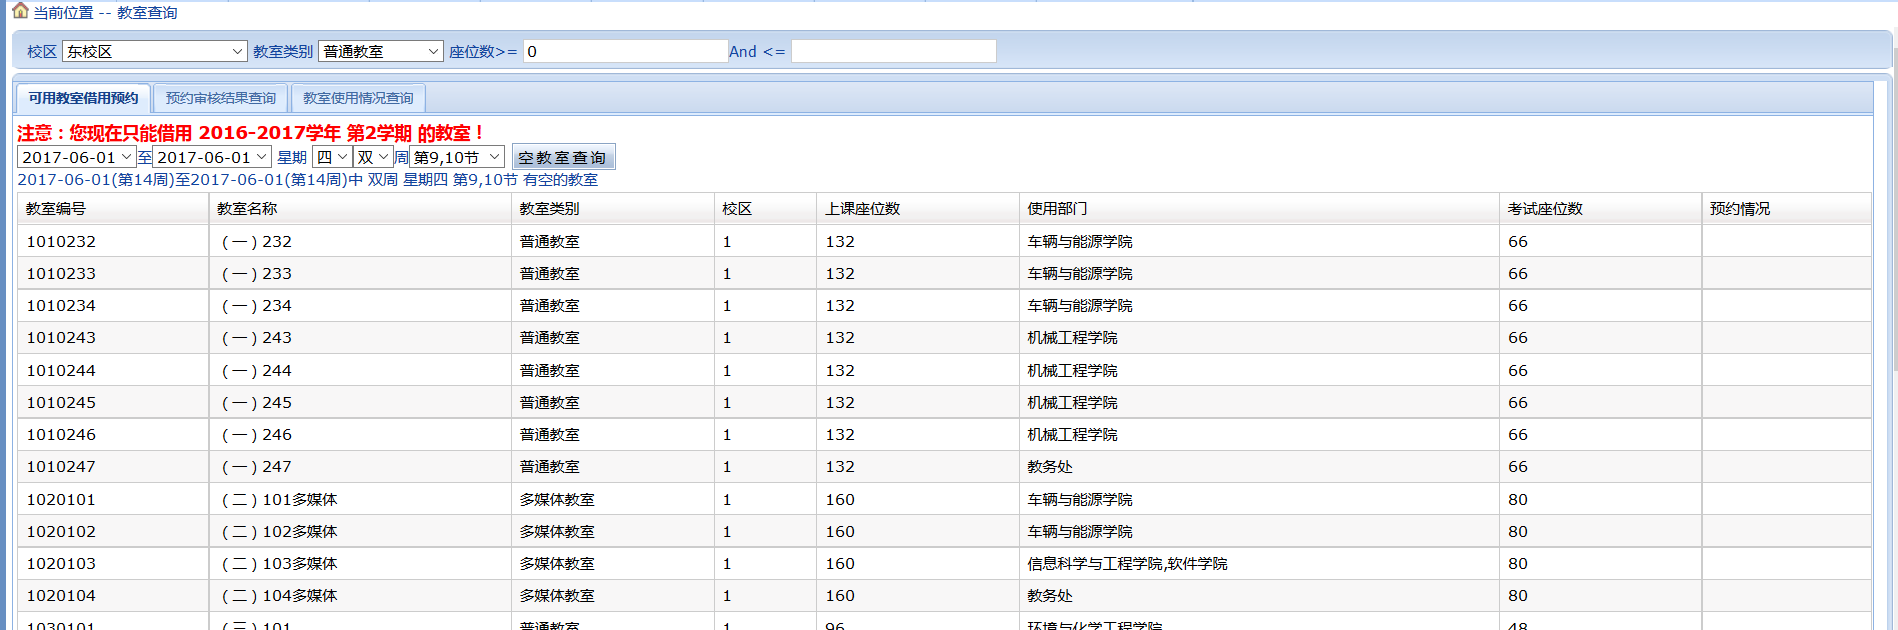 当前位置 -- 教室查询
校区 东校区 教室类别 普通教室 座位数>= 0 And <=
可用教室借用预约 预约审核结果查询 教室使用情况查询
注意：您现在只能借用 2016-2017学年 第2学期 的教室！
2017-06-01 至 2017-06-01 星期 四 双 周 第9,10节 空教室查询
2017-06-01(第14周)至2017-06-01(第14周)中 双周 星期四 第9,10节 有空的教室
教室编号 教室名称 教室类别 校区 上课座位数 使用部门 考试座位数 预约情况
1010232 (一)232 普通教室 1 132 车辆与能源学院 66
1010233 (一)233 普通教室 1 132 车辆与能源学院 66
1010234 (一)234 普通教室 1 132 车辆与能源学院 66
1010243 (一)243 普通教室 1 132 机械工程学院 66
1010244 (一)244 普通教室 1 132 机械工程学院 66
1010245 (一)245 普通教室 1 132 机械工程学院 66
1010246 (一)246 普通教室 1 132 机械工程学院 66
1010247 (一)247 普通教室 1 132 教务处 66
1020101 (二)101多媒体 多媒体教室 1 160 车辆与能源学院 80
1020102 (二)102多媒体 多媒体教室 1 160 车辆与能源学院 80
1020103 (二)103多媒体 多媒体教室 1 160 信息科学与工程学院,软件学院 80
1020104 (二)104多媒体 多媒体教室 1 160 教务处 80
1030101 (三)101 普通教室 1 96 环境与化学工程学院 48